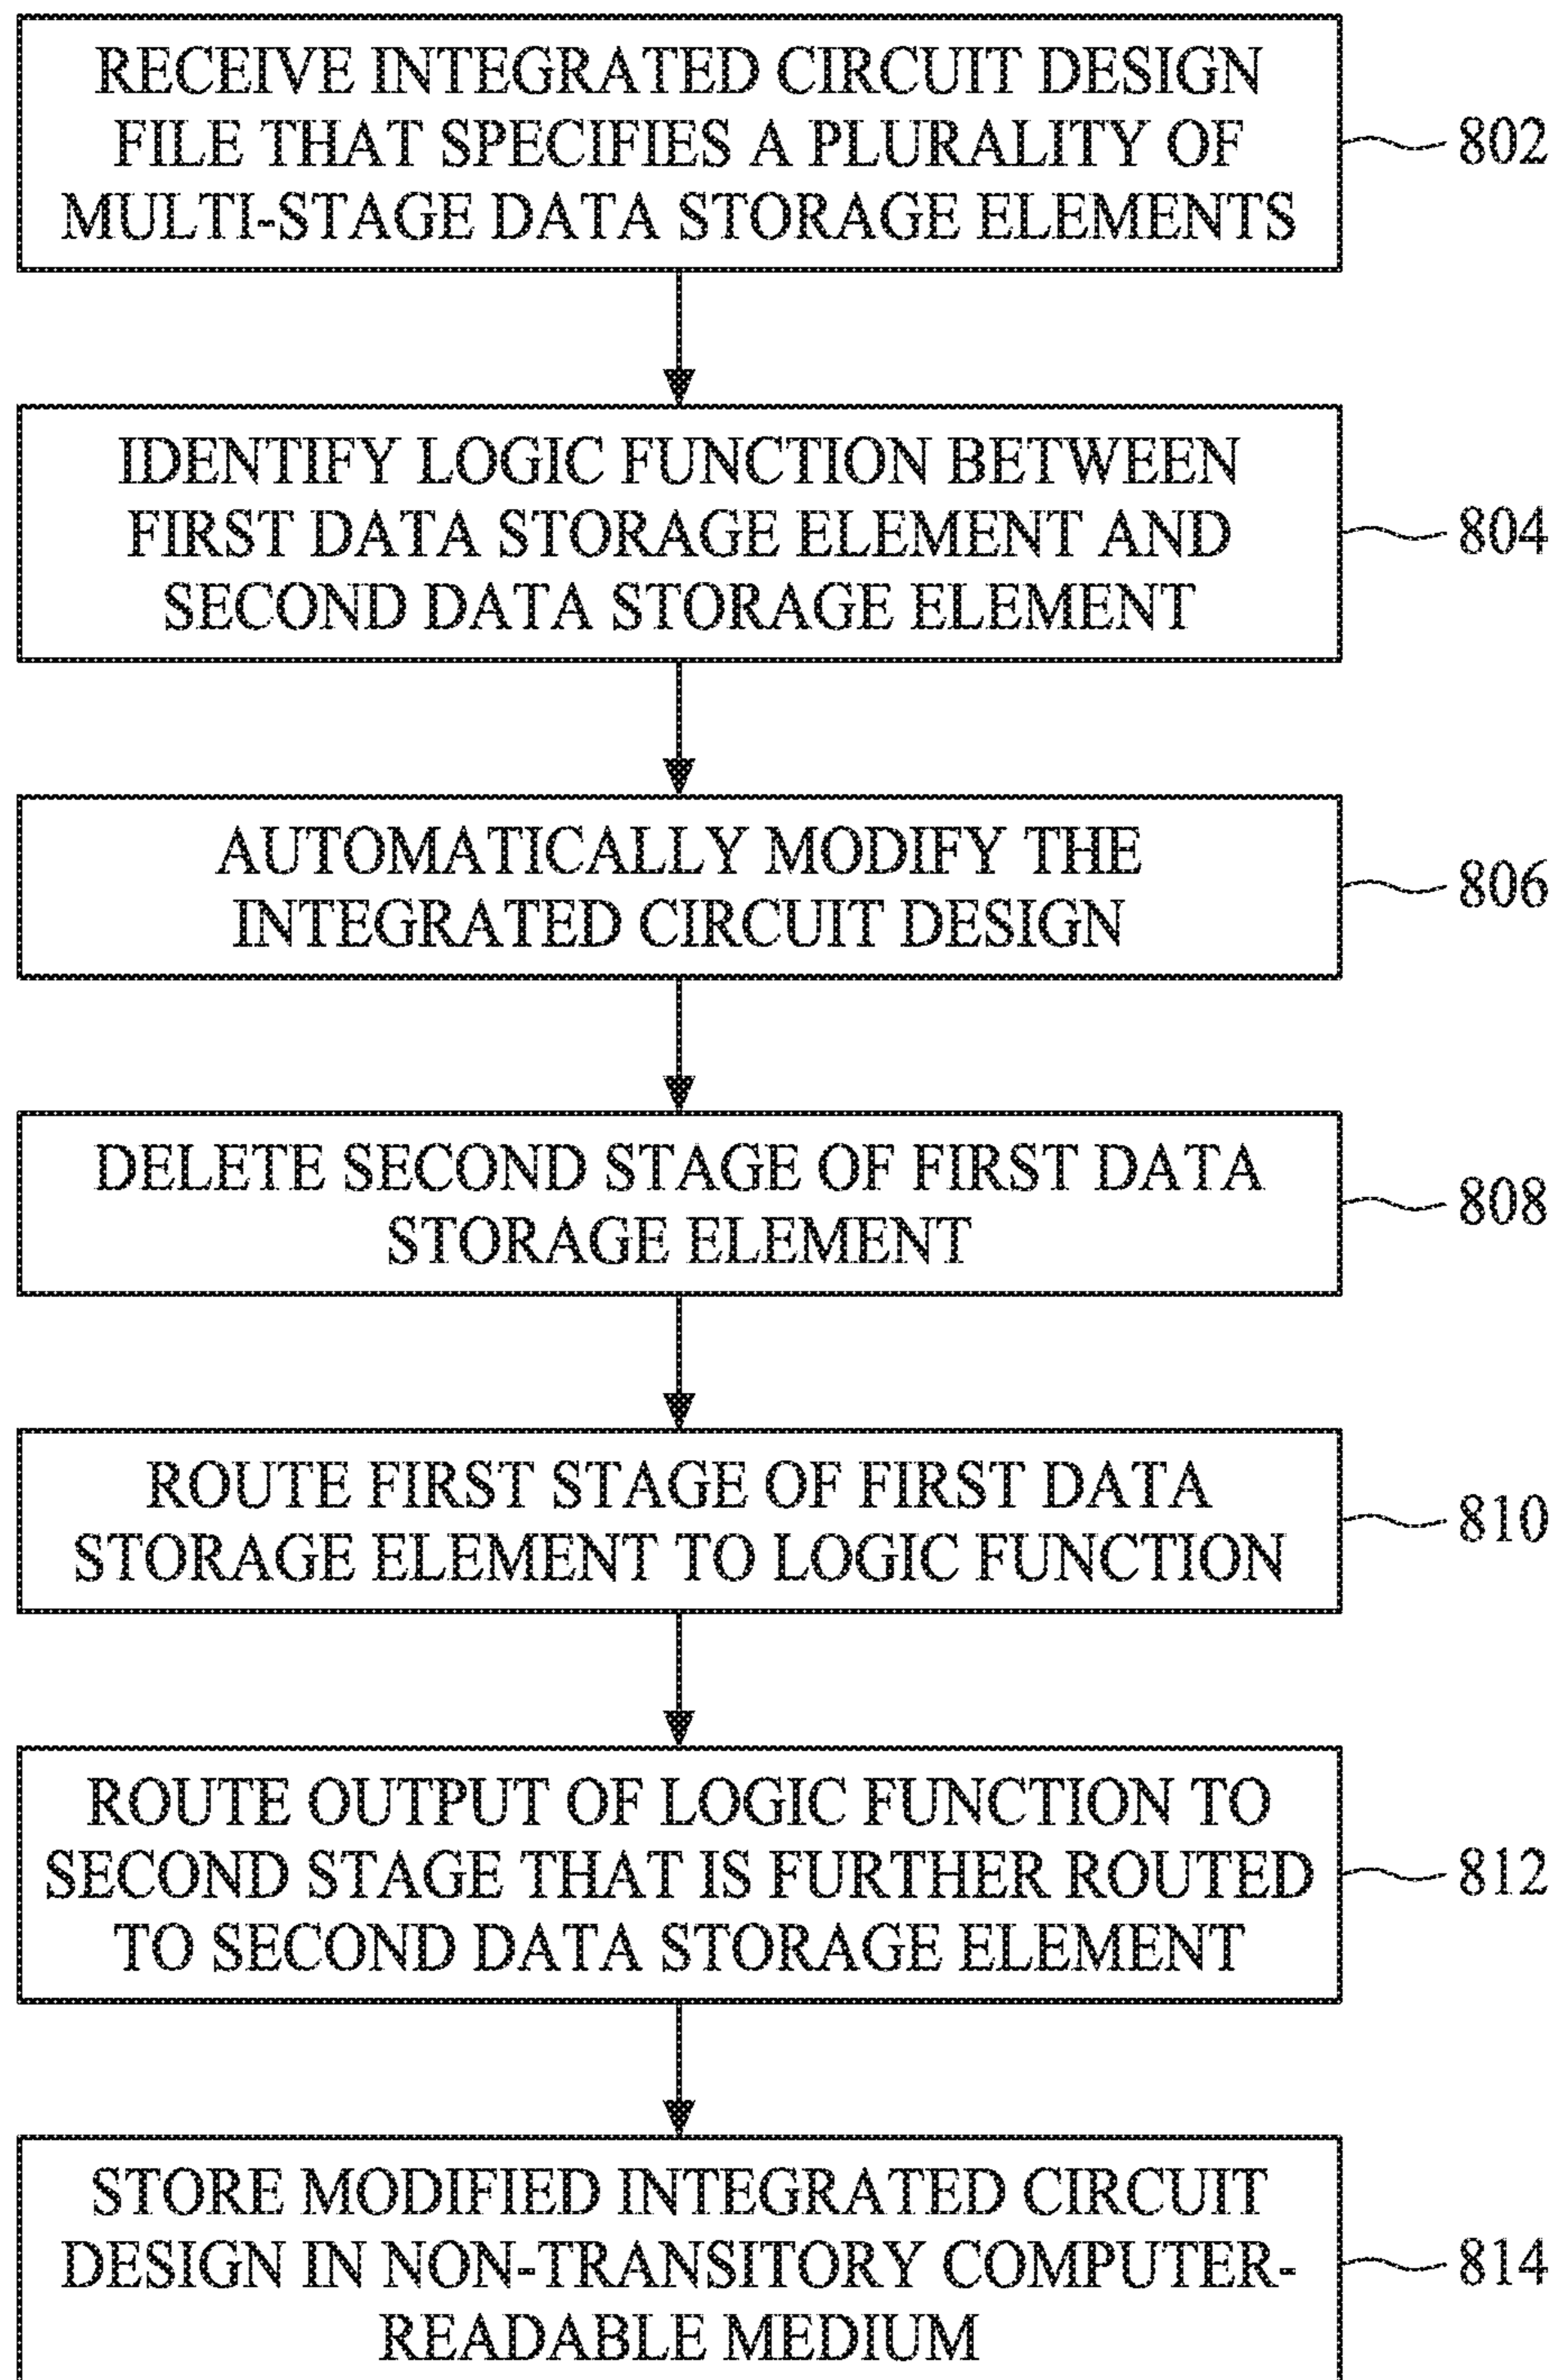 RECEIVE INTEGRATED CIRCUIT DESIGN
FILE THAT SPECIFIES A PLURALITY OF
MULTI-STAGE DATA STORAGE ELEMENTS
802
IDENTIFY LOGIC FUNCTION BETWEEN
FIRST DATA STORAGE ELEMENT AND
SECOND DATA STORAGE ELEMENT
804
AUTOMATICALLY MODIFY THE
INTEGRATED CIRCUIT DESIGN
806
DELETE SECOND STAGE OF FIRST DATA
STORAGE ELEMENT
808
ROUTE FIRST STAGE OF FIRST DATA
STORAGE ELEMENT TO LOGIC FUNCTION
810
ROUTE OUTPUT OF LOGIC FUNCTION TO
SECOND STAGE THAT IS FURTHER ROUTED
TO SECOND DATA STORAGE ELEMENT
812
STORE MODIFIED INTEGRATED CIRCUIT
DESIGN IN NON-TRANSITORY COMPUTER-
READABLE MEDIUM
814